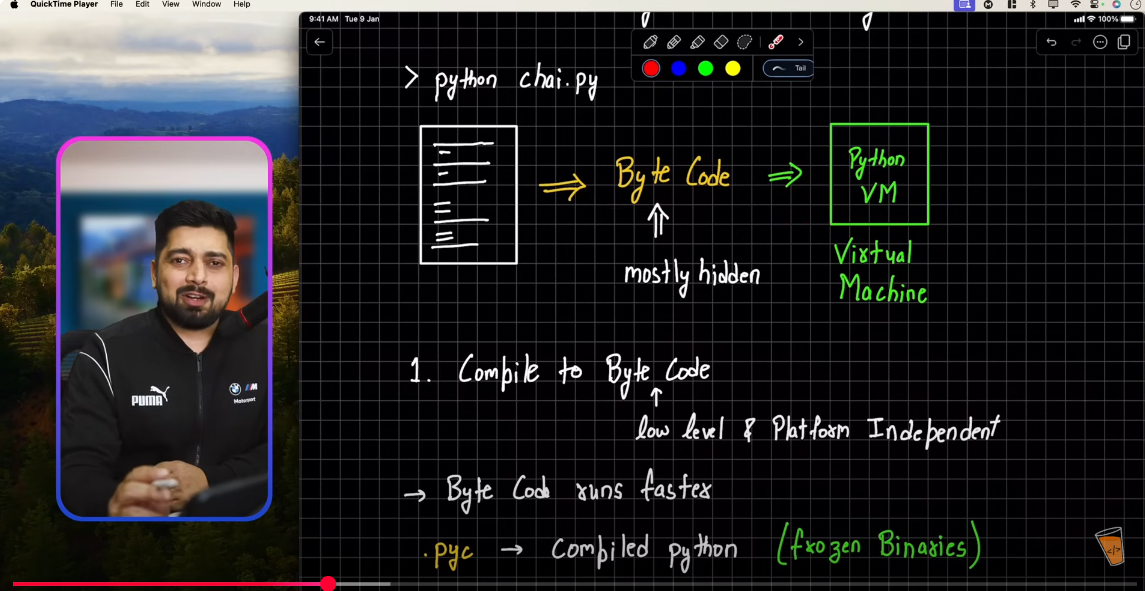 QuickTime Player File Edit View Window Help
9:41 AM Tue 9 Jan
100%
Tail
> python chai.py
Byte Code
Python
VM
mostly hidden
Virtual
Machine
1. Compile to Byte Code
low level & Platform Independent
→ Byte Code runs faster
.pyc → Compiled python (frozen Binaries)
PUMA
M
Motorsport
BMW
</>